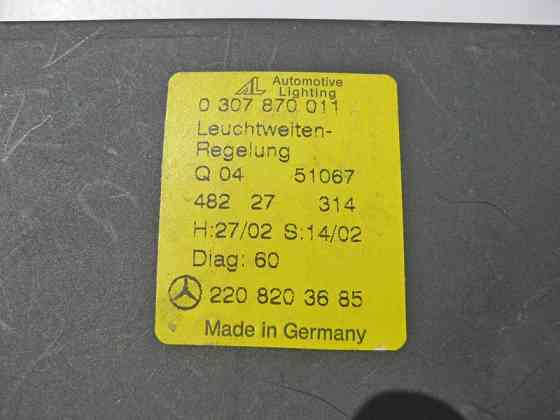 AL Automotive
Lighting
0 307 870 011
Leuchtweiten-
Regelung
Q 04 51067
482 27 314
H:27/02 S:14/02
Diag: 60
220 820 36 85
Made in Germany